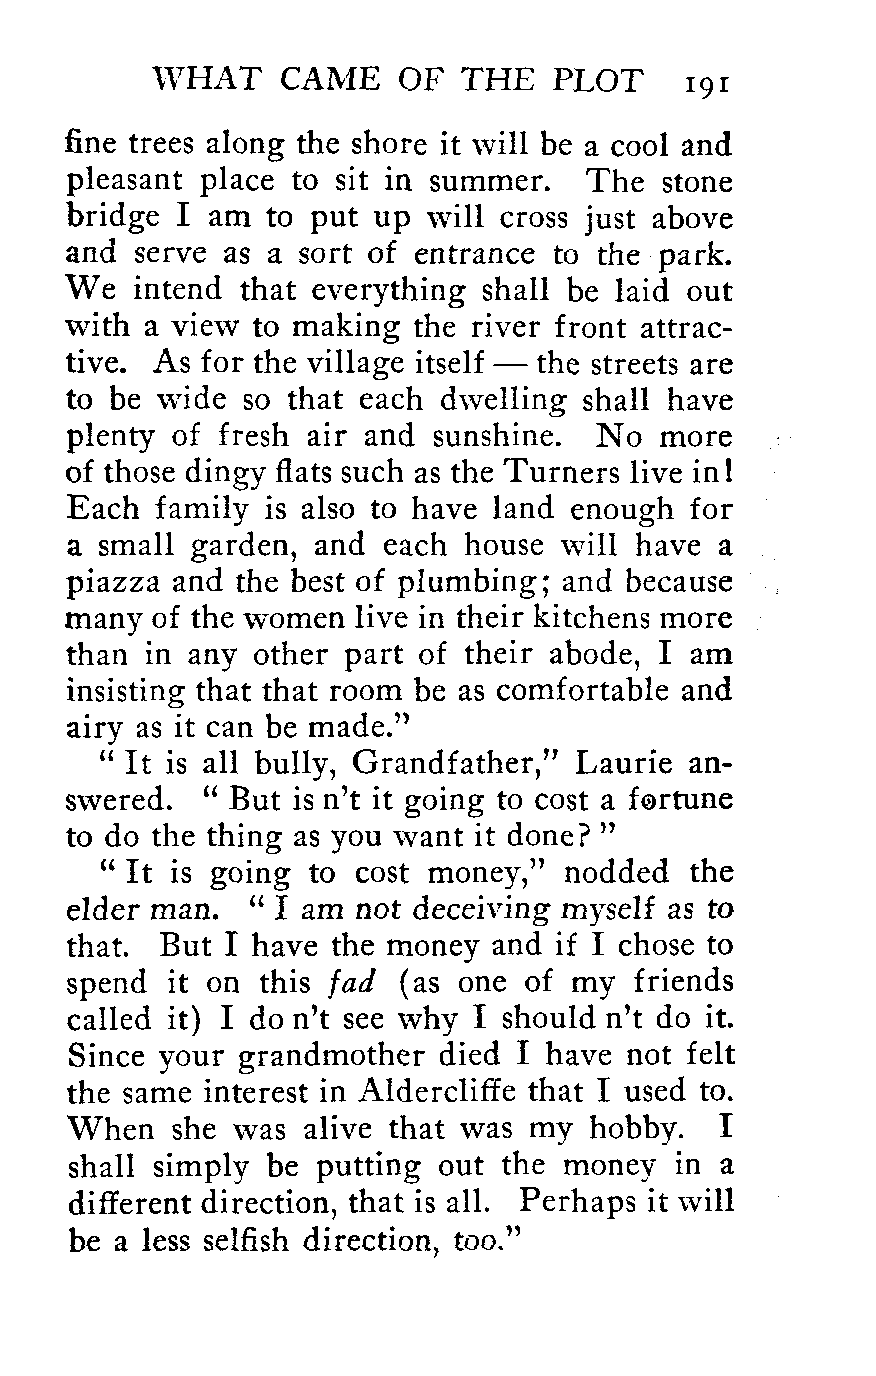 WHAT CAME OF THE PLOT 191
fine trees along the shore it will be a cool and
pleasant place to sit in summer. The stone
bridge I am to put up will cross just above
and serve as a sort of entrance to the park.
We intend that everything shall be laid out
with a view to making the river front attrac-
tive. As for the village itself — the streets are
to be wide so that each dwelling shall have
plenty of fresh air and sunshine. No more
of those dingy flats such as the Turners live in!
Each family is also to have land enough for
a small garden, and each house will have a
piazza and the best of plumbing; and because
many of the women live in their kitchens more
than in any other part of their abode, I am
insisting that that room be as comfortable and
airy as it can be made.”
“ It is all bully, Grandfather,” Laurie an-
swered. “ But is n’t it going to cost a fortune
to do the thing as you want it done? ”
“ It is going to cost money,” nodded the
elder man. “ I am not deceiving myself as to
that. But I have the money and if I chose to
spend it on this fad (as one of my friends
called it) I do n’t see why I should n’t do it.
Since your grandmother died I have not felt
the same interest in Aldercliffe that I used to.
When she was alive that was my hobby. I
shall simply be putting out the money in a
different direction, that is all. Perhaps it will
be a less selfish direction, too.”